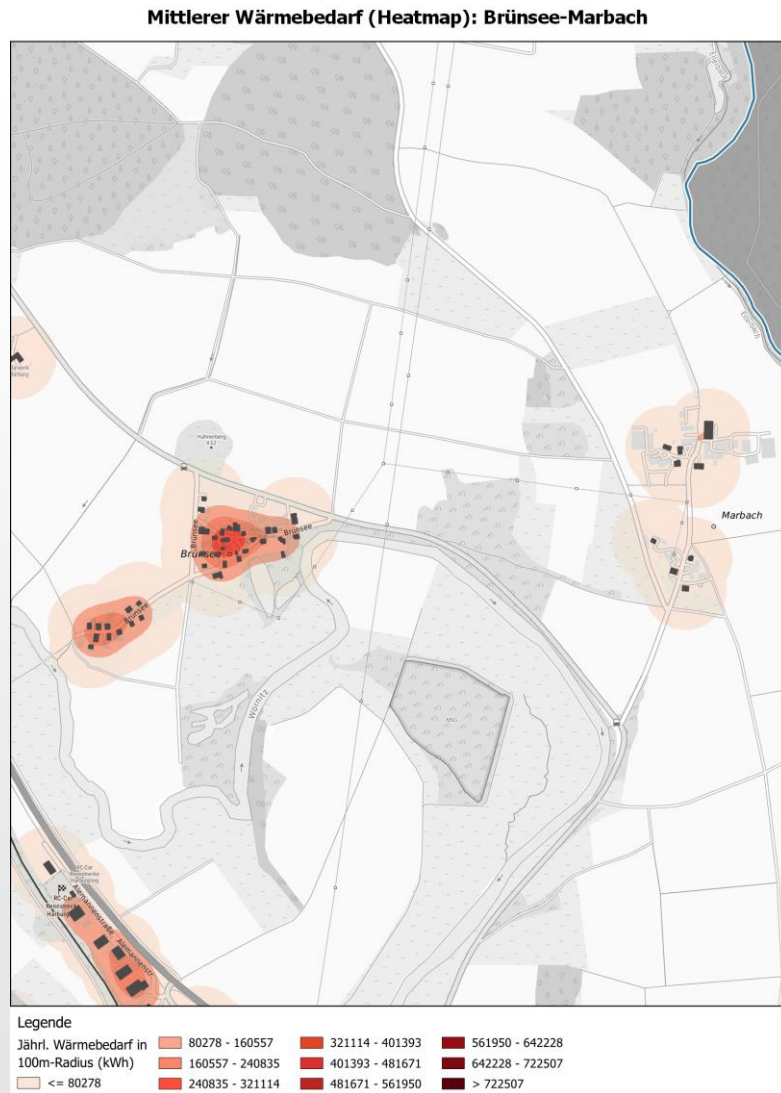 Mittlerer Wärmebedarf (Heatmap): Brünsee-Marbach
Hühnerberg
432
Brünsee
Brünsee
Brünsee
Brünsee
Marbach
Wörnitz
NSG
RC-Car
Rennstrecke
Harburg
Alemannenstraße
Alemannenstr
Legende
Jährl. Wärmebedarf in
100m-Radius (kWh)
<= 80278
80278 - 160557
160557 - 240835
240835 - 321114
321114 - 401393
401393 - 481671
481671 - 561950
561950 - 642228
642228 - 722507
> 722507